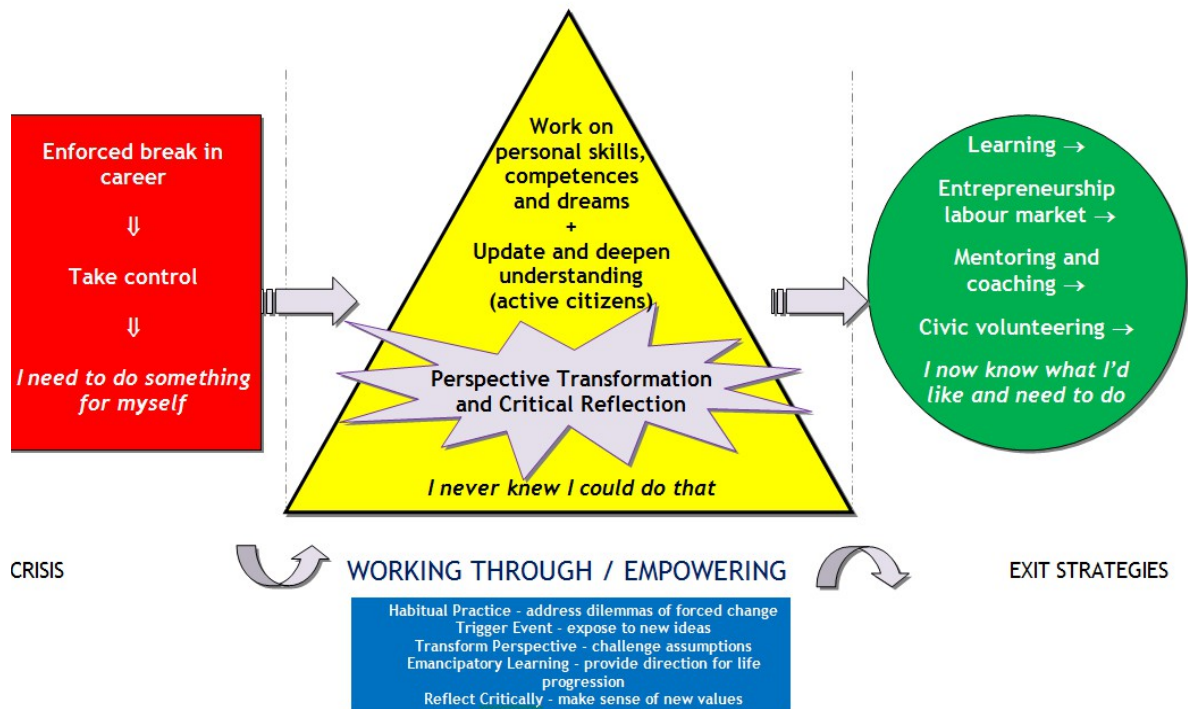 Enforced break in
career
⇓
Take control
⇓
I need to do something
for myself
Work on
personal skills,
competences
and dreams
+
Update and deepen
understanding
(active citizens)
Perspective Transformation
and Critical Reflection
I never knew I could do that
Learning →
Entrepreneurship
labour market →
Mentoring and
coaching →
Civic volunteering →
I now know what I'd
like and need to do
CRISIS
WORKING THROUGH / EMPOWERING
EXIT STRATEGIES
Habitual Practice - address dilemmas of forced change
Trigger Event - expose to new ideas
Transform Perspective - challenge assumptions
Emancipatory Learning - provide direction for life
progression
Reflect Critically - make sense of new values